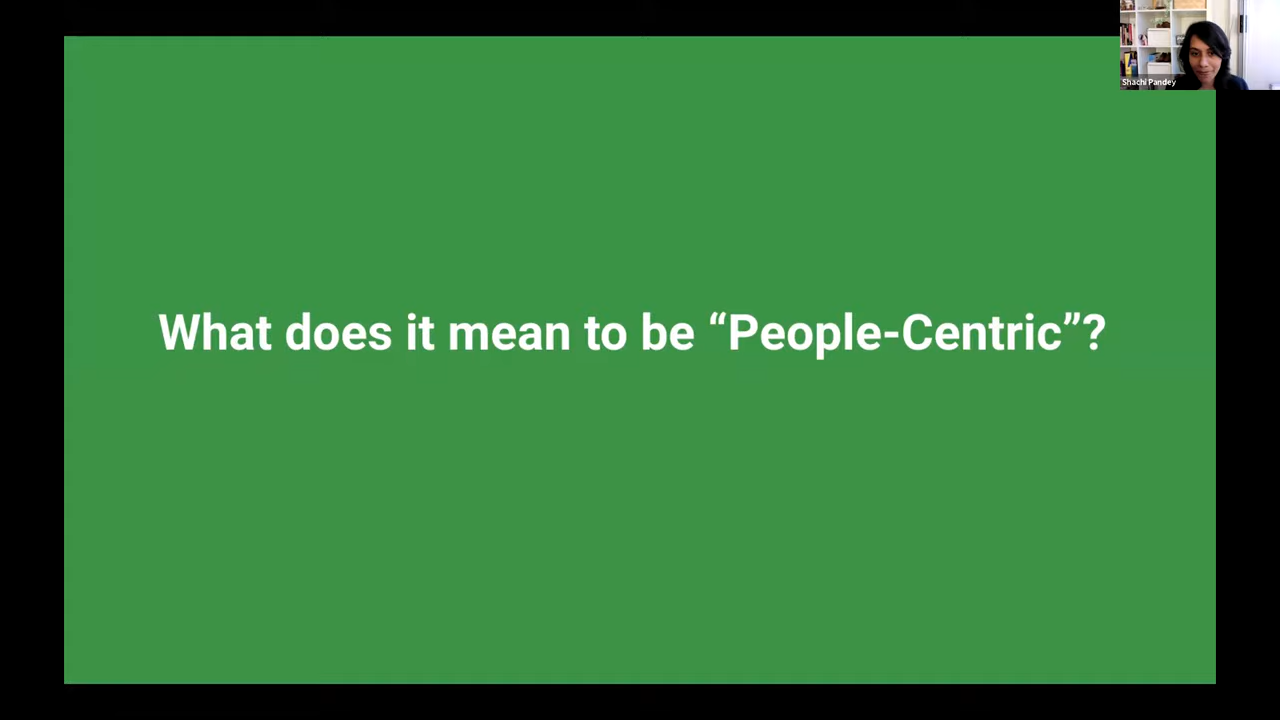 Shachi Pandey
What does it mean to be “People-Centric”?